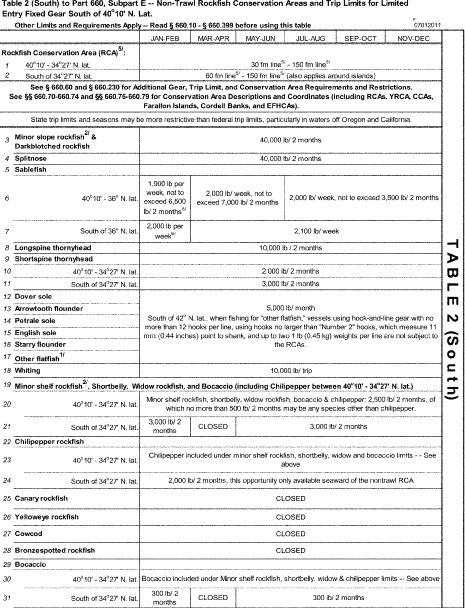 Table 2 (South) to Part 660, Subpart E -- Non-Trawl Rockfish Conservation Areas and Trip Limits for Limited
Entry Fixed Gear South of 40°10' N. Lat.
Other Limits and Requirements Apply -- Read § 660.10 - § 660.399 before using this table
07012011
JAN-FEB MAR-APR MAY-JUN JUL-AUG SEP-OCT NOV-DEC
Rockfish Conservation Area (RCA)5/:
1 40°10' - 34°27' N. lat. 30 fm line5/ - 150 fm line5/
2 South of 34°27' N. lat. 60 fm line5/ - 150 fm line5/ (also applies around islands)
See §§ 660.60 and § 660.230 for Additional Gear, Trip Limit, and Conservation Area Requirements and Restrictions.
See §§ 660.70-660.74 and §§ 660.76-660.79 for Conservation Area Descriptions and Coordinates (including RCAs, YRCA, CCAs,
Farallon Islands, Cordell Banks, and EFHCAs).
State trip limits and seasons may be more restrictive than federal trip limits, particularly in waters off Oregon and California.
3 Minor slope rockfish2/ &
Darkblotched rockfish 40,000 lb/ 2 months
4 Splitnose 40,000 lb/ 2 months
5 Sablefish
6 40°10' - 36° N. lat. 1,900 lb per
week, not to
exceed 6,500
lb/ 2 months6/
2,000 lb/ week, not to
exceed 7,000 lb/ 2 months
2,000 lb/ week, not to exceed 3,500 lb/ 2 months
7 South of 36° N. lat. 2,000 lb per
week6/ 2,100 lb/ week
8 Longspine thornyhead 10,000 lb / 2 months
9 Shortspine thornyhead
10 40°10' - 34°27' N. lat. 2,000 lb/ 2 months
11 South of 34°27' N. lat. 3,000 lb/ 2 months
12 Dover sole
13 Arrowtooth flounder
14 Petrale sole
15 English sole
16 Starry flounder
17 Other flatfish1/
5,000 lb/ month
South of 42° N. lat., when fishing for "other flatfish," vessels using hook-and-line gear with no
more than 12 hooks per line, using hooks no larger than "Number 2" hooks, which measure 11
mm (0.44 inches) point to shank, and up to two 1 lb (0.45 kg) weights per line are not subject to
the RCAs.
18 Whiting 10,000 lb/ trip
19 Minor shelf rockfish2/, Shortbelly, Widow rockfish, and Bocaccio (including Chilipepper between 40°10' - 34°27' N. lat.)
20 40°10' - 34°27' N. lat. Minor shelf rockfish, shortbelly, widow rockfish, bocaccio & chilipepper: 2,500 lb/ 2 months, of
which no more than 500 lb/ 2 months may be any species other than chilipepper.
21 South of 34°27' N. lat. 3,000 lb/ 2
months CLOSED 3,000 lb/ 2 months
22 Chilipepper rockfish
23 40°10' - 34°27' N. lat. Chilipepper included under minor shelf rockfish, shortbelly, widow and bocaccio limits - - See
above
24 South of 34°27' N. lat. 2,000 lb/ 2 months, this opportunity only available seaward of the nontrawl RCA
25 Canary rockfish CLOSED
26 Yelloweye rockfish CLOSED
27 Cowcod CLOSED
28 Bronzespotted rockfish CLOSED
29 Bocaccio
30 40°10' - 34°27' N. lat. Bocaccio included under Minor shelf rockfish, shortbelly, widow & chilipepper limits -- See above
31 South of 34°27' N. lat. 300 lb/ 2
months CLOSED 300 lb/ 2 months
TABLE 2 (South)